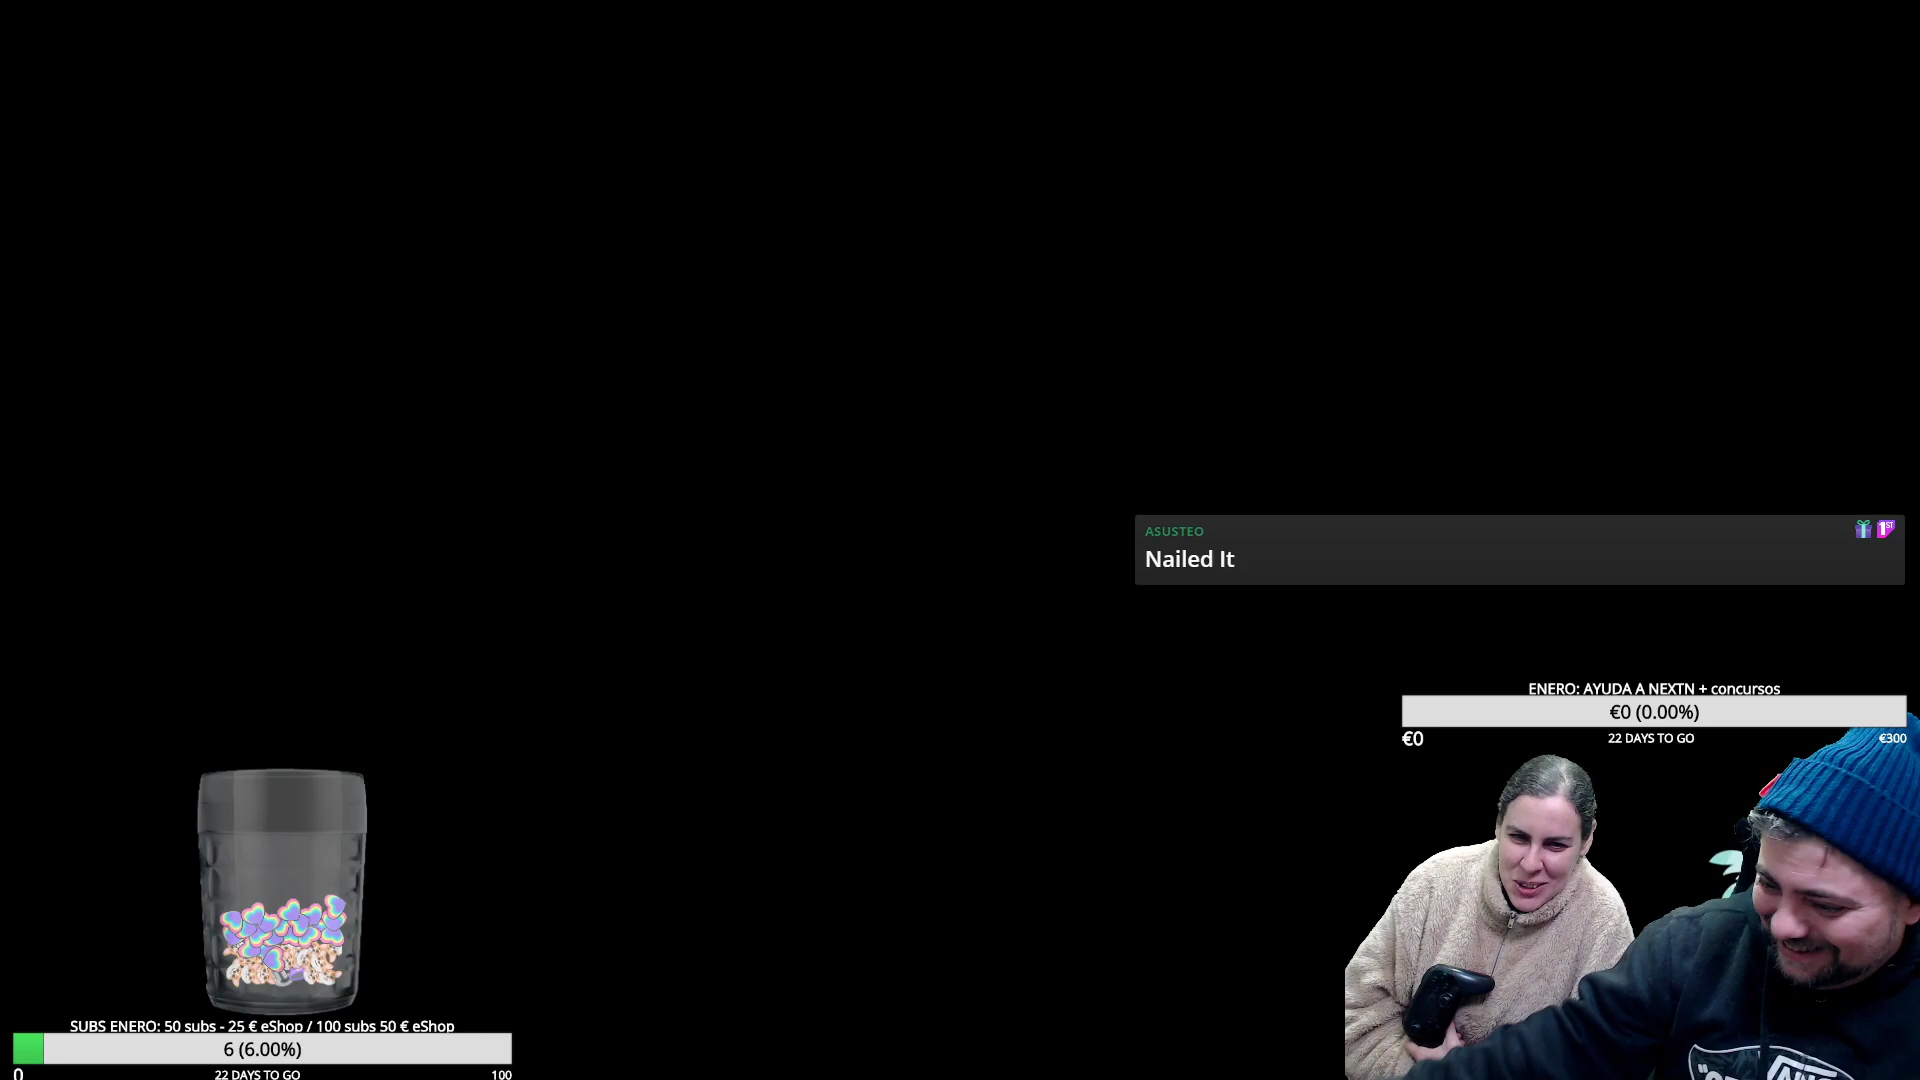 ASUSTEO
1ST
Nailed It
ENERO: AYUDA A NEXTN + concursos
€0 (0.00%)
€0 22 DAYS TO GO €300
SUBS ENERO: 50 subs - 25 € eShop / 100 subs 50 € eShop
6 (6.00%)
0 22 DAYS TO GO 100